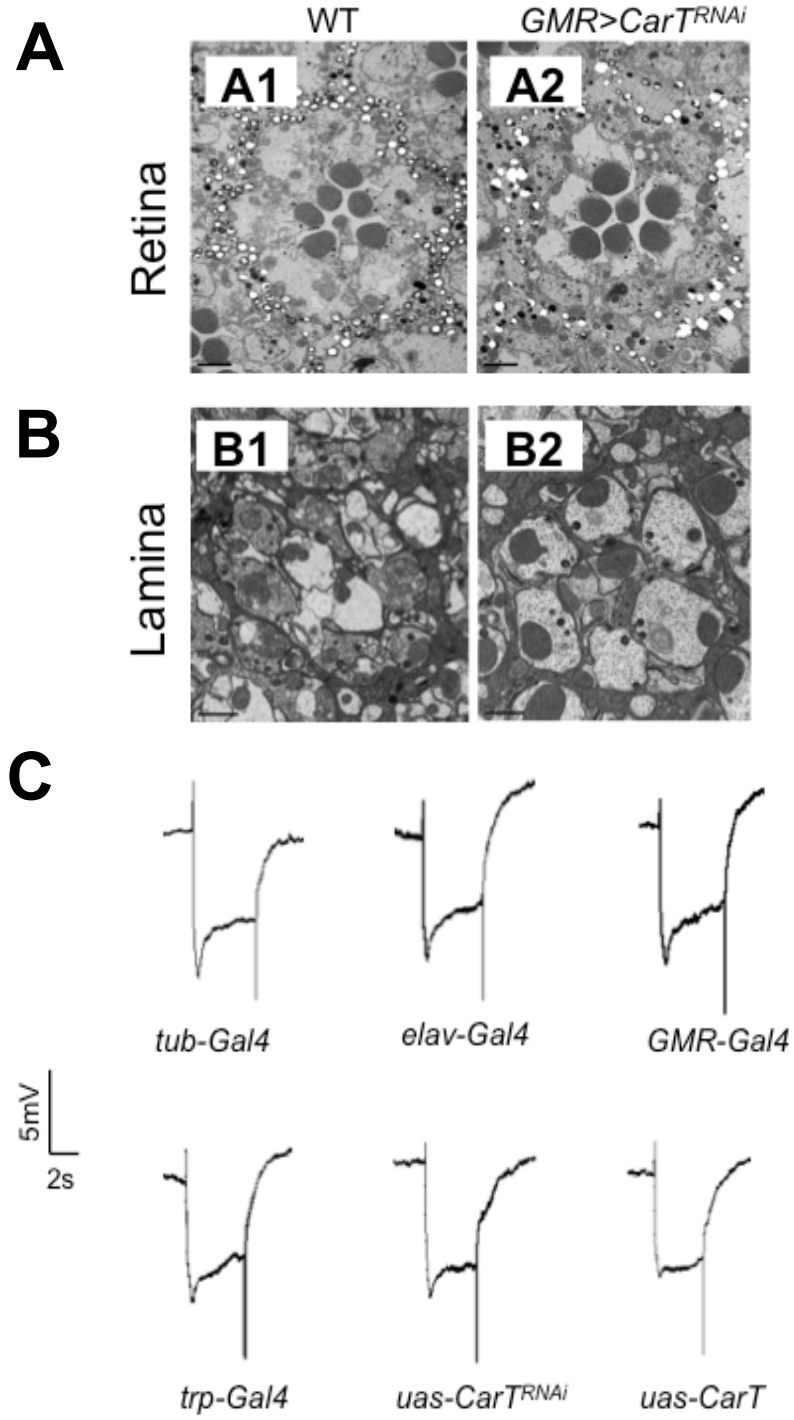 A
WT
GMR>CarTRNAi
A1
A2
Retina
B
B1
B2
Lamina
C
tub-Gal4
elav-Gal4
GMR-Gal4
5mV
2s
trp-Gal4
uas-CarTRNAi
uas-CarT